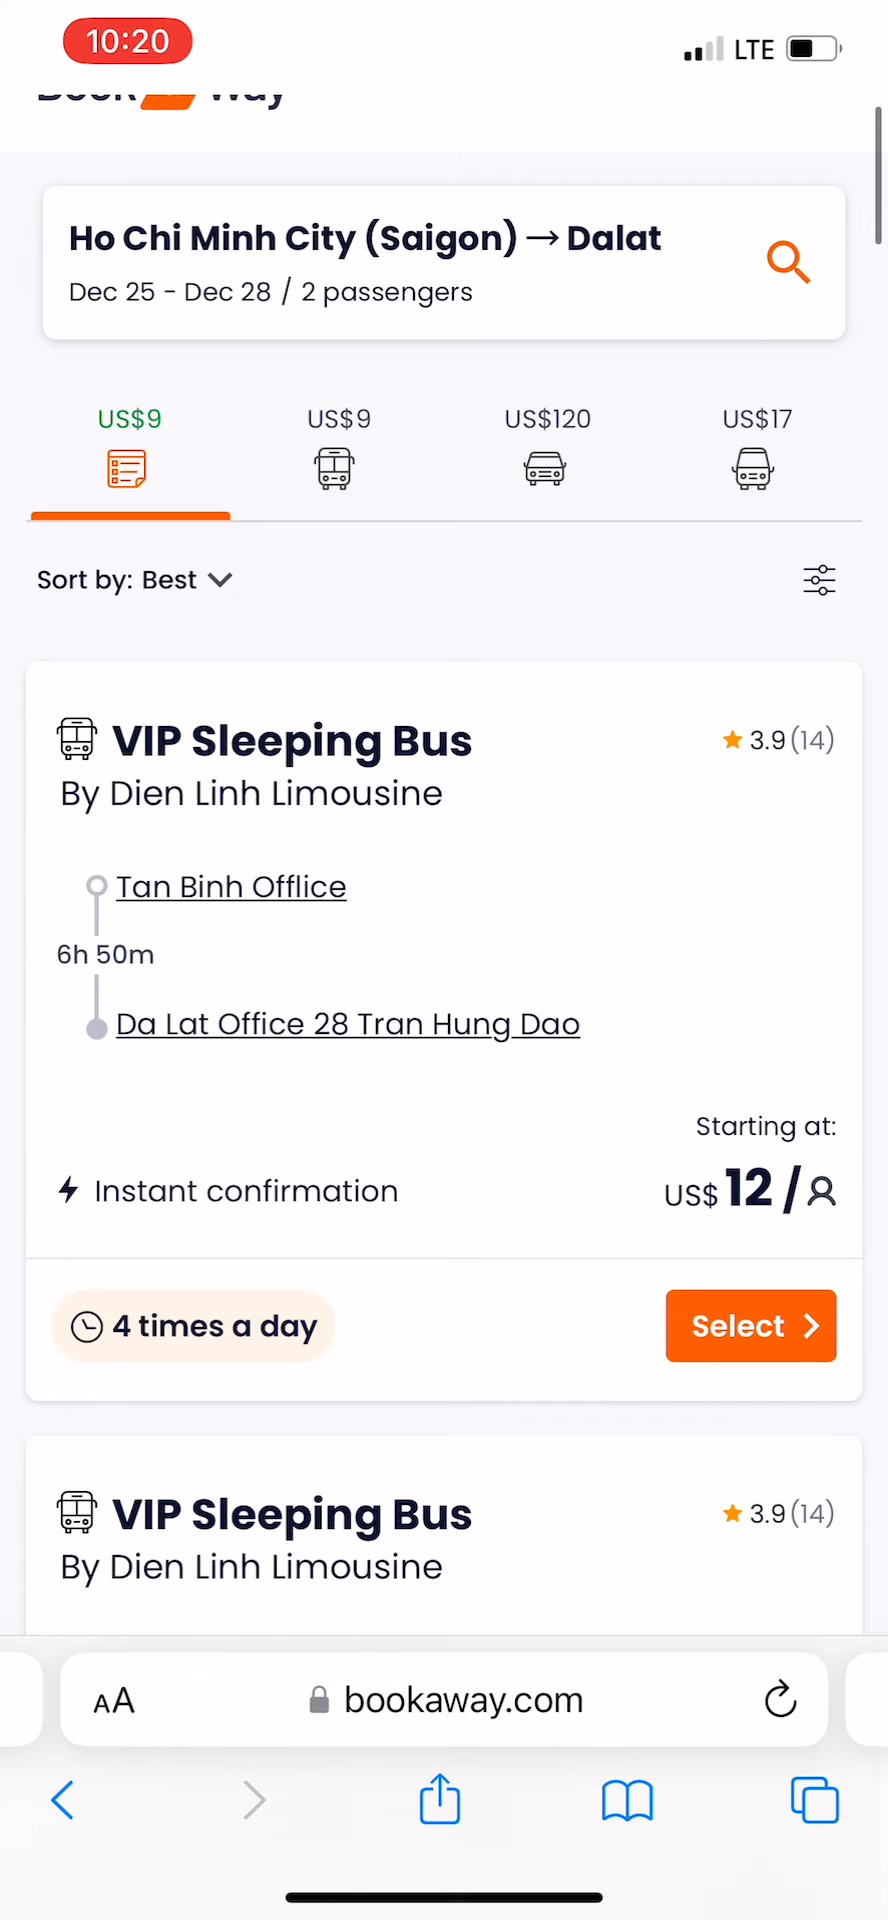 10:20
LTE
Ho Chi Minh City (Saigon) → Dalat
Dec 25 - Dec 28 / 2 passengers
US$9
US$9
US$120
US$17
Sort by: Best
VIP Sleeping Bus
3.9 (14)
By Dien Linh Limousine
Tan Binh Offlice
6h 50m
Da Lat Office 28 Tran Hung Dao
Starting at:
Instant confirmation
US$ 12 /
4 times a day
Select
VIP Sleeping Bus
3.9 (14)
By Dien Linh Limousine
AA
bookaway.com